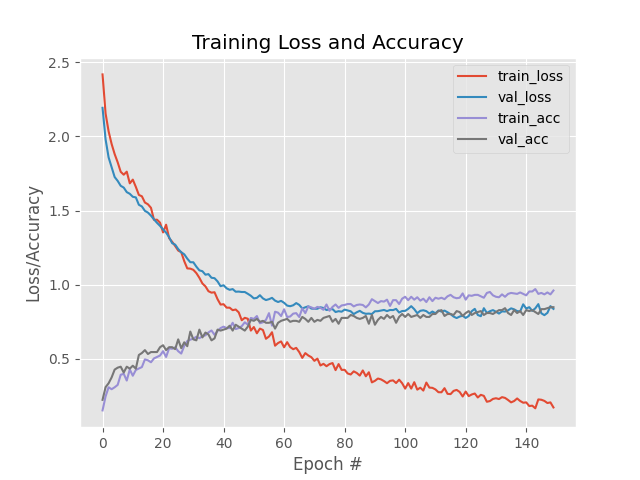 Training Loss and Accuracy
2.5
2.0
1.5
1.0
0.5
Loss/Accuracy
train_loss
val_loss
train_acc
val_acc
0 20 40 60 80 100 120 140
Epoch #